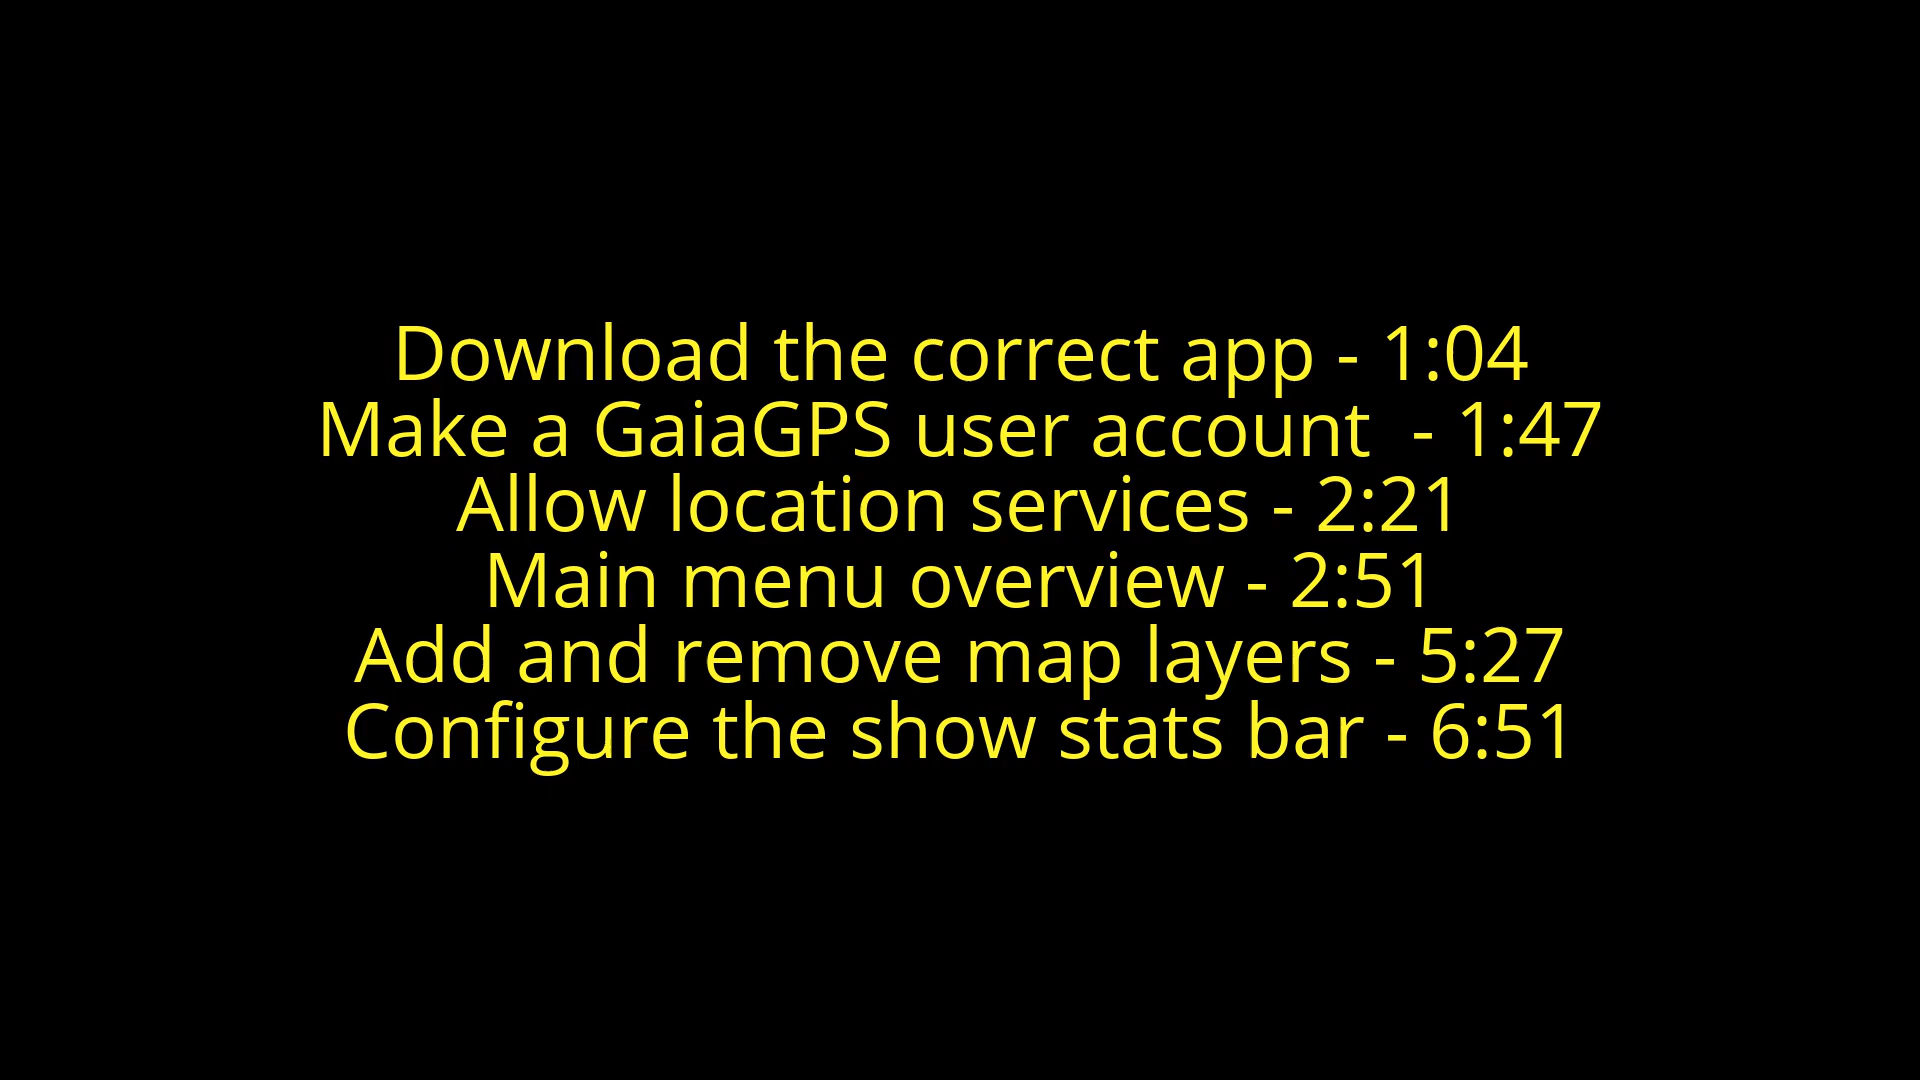 Download the correct app - 1:04
Make a GaiaGPS user account  - 1:47
Allow location services - 2:21
Main menu overview - 2:51
Add and remove map layers - 5:27
Configure the show stats bar - 6:51